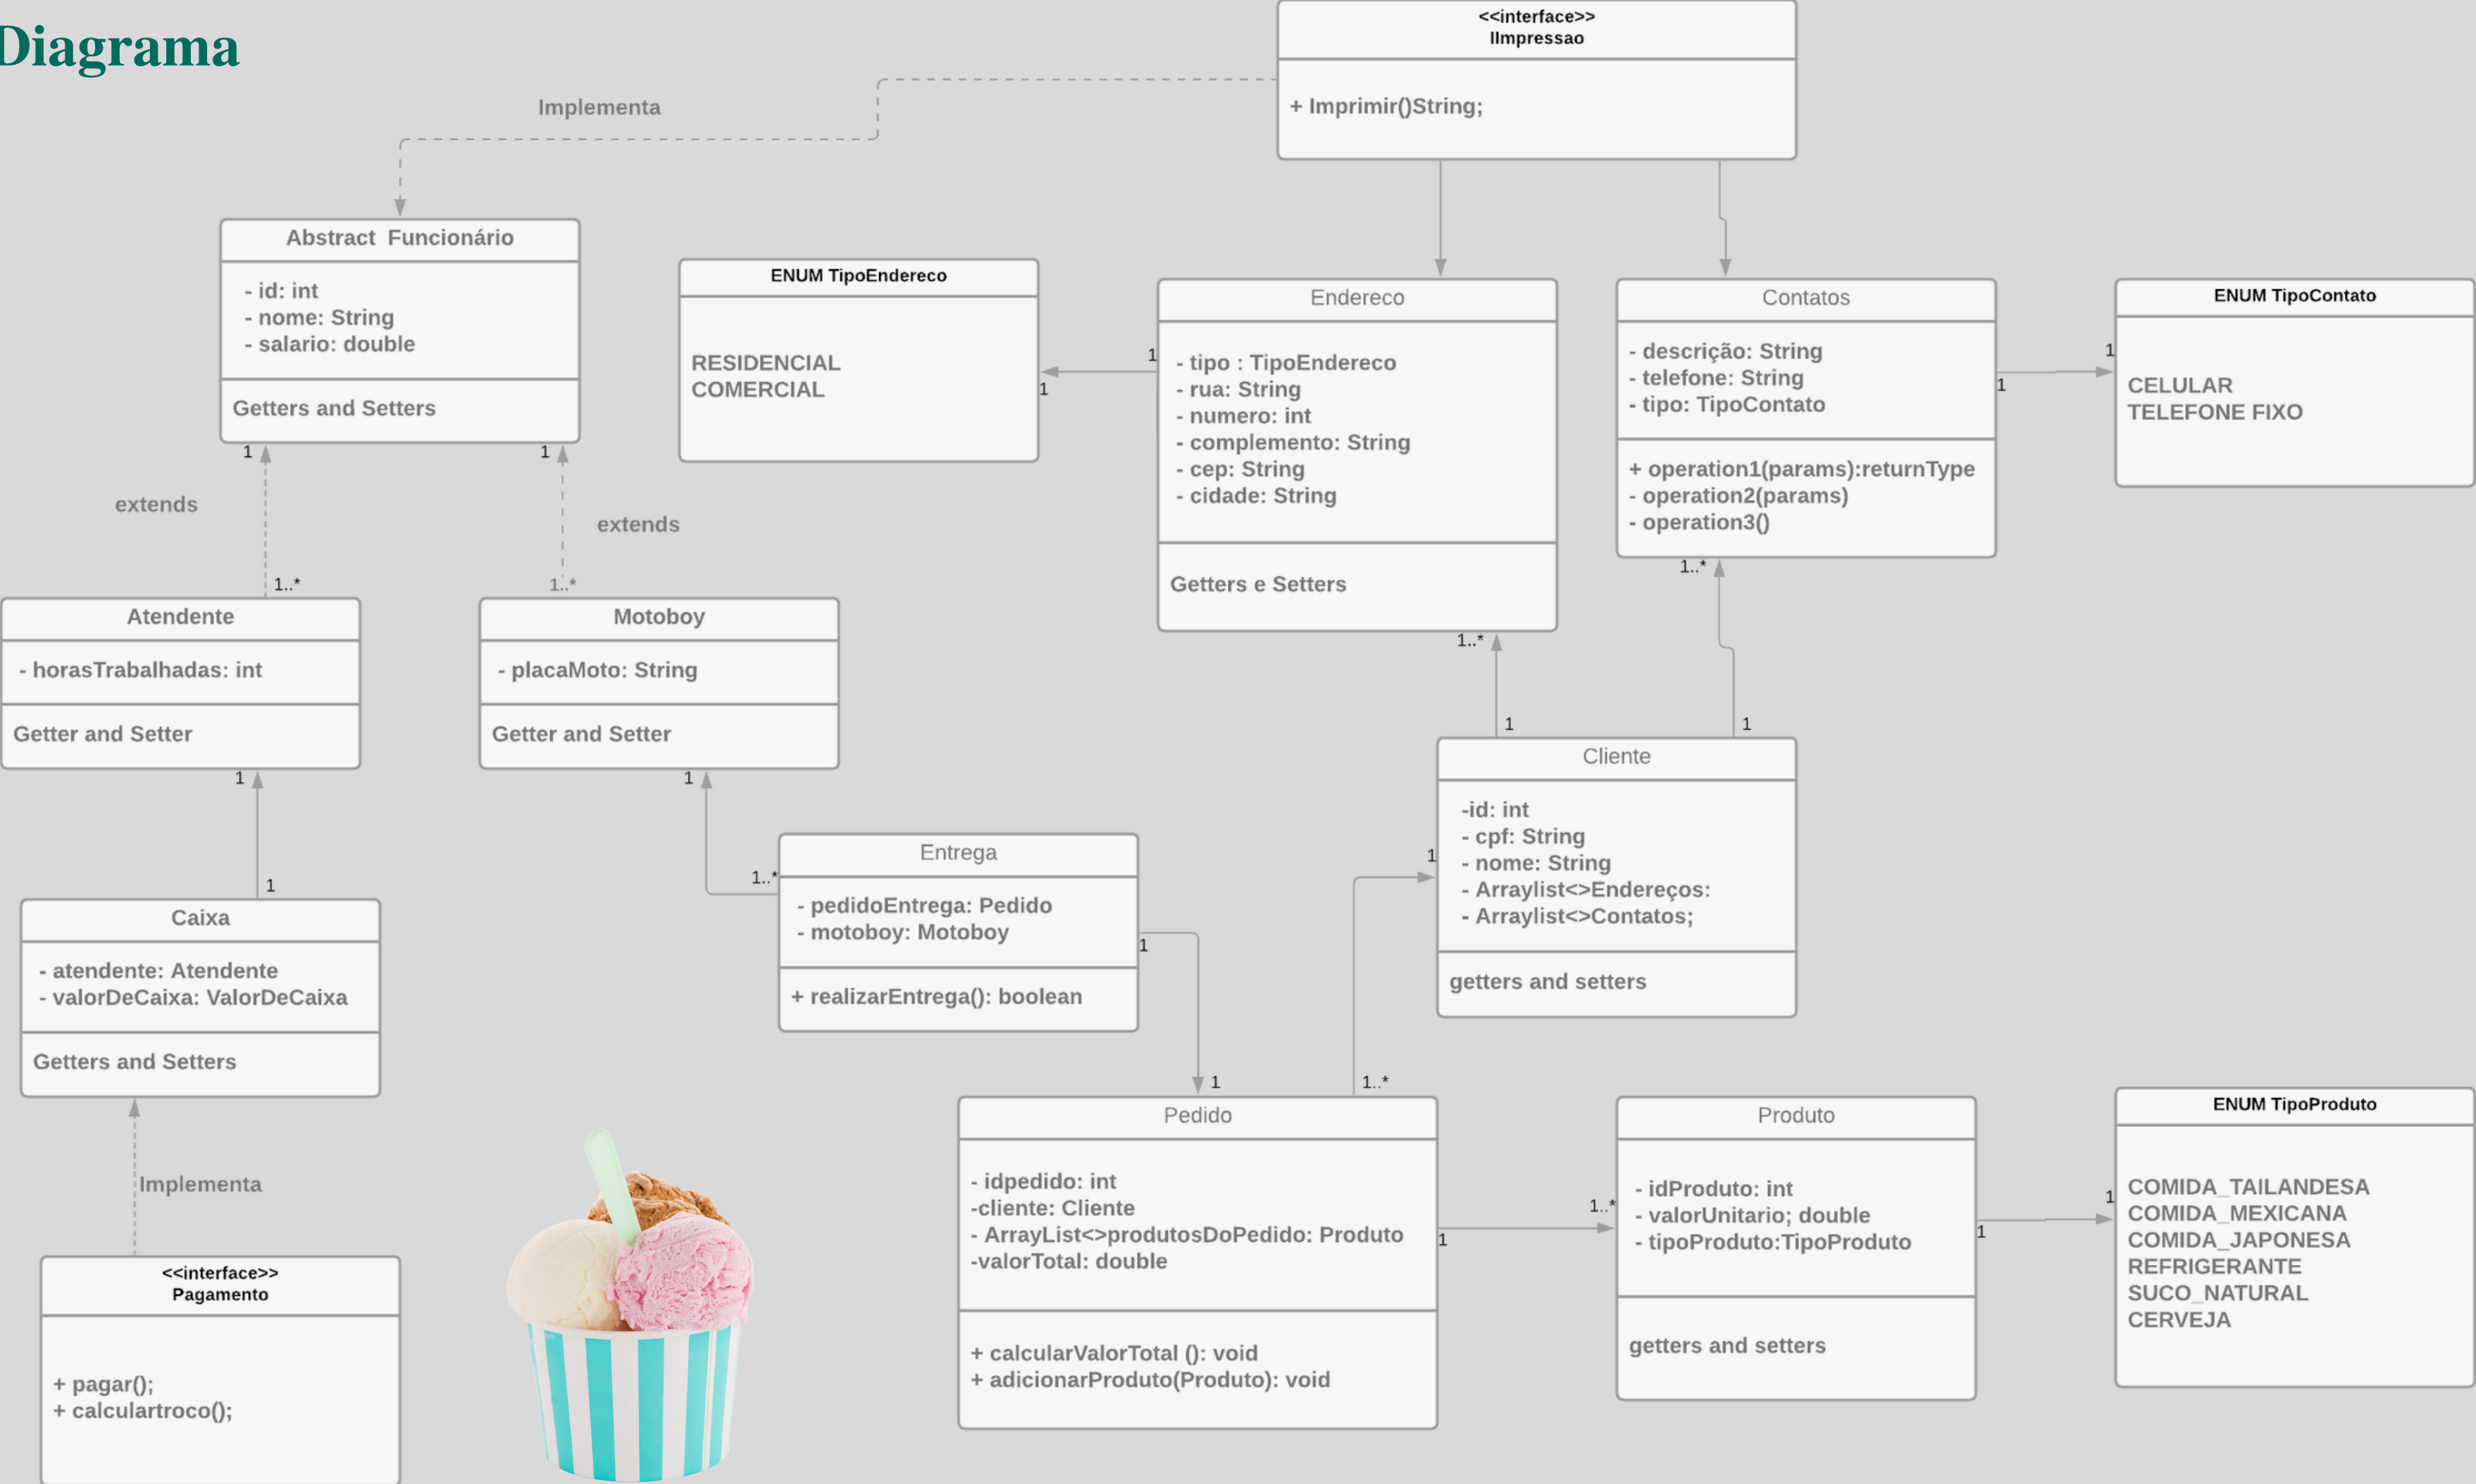 Diagrama
<<interface>>
IImpressao
+ Imprimir()String;
Implementa
Abstract  Funcionário
- id: int
- nome: String
- salario: double
Getters and Setters
ENUM TipoEndereco
RESIDENCIAL
COMERCIAL
1
1
Endereco
- tipo : TipoEndereco
- rua: String
- numero: int
- complemento: String
- cep: String
- cidade: String
Getters e Setters
Contatos
- descrição: String
- telefone: String
- tipo: TipoContato
+ operation1(params):returnType
- operation2(params)
- operation3()
1
1
ENUM TipoContato
CELULAR
TELEFONE FIXO
1
1
extends
extends
1..*
1..*
1..*
1..*
1
1
Atendente
- horasTrabalhadas: int
Getter and Setter
Motoboy
- placaMoto: String
Getter and Setter
Cliente
-id: int
- cpf: String
- nome: String
- Arraylist<>Endereços:
- Arraylist<>Contatos;
getters and setters
1
1
1
1
1..*
Entrega
- pedidoEntrega: Pedido
- motoboy: Motoboy
+ realizarEntrega(): boolean
1
Caixa
- atendente: Atendente
- valorDeCaixa: ValorDeCaixa
Getters and Setters
1
1..*
Implementa
<<interface>>
Pagamento
+ pagar();
+ calculartroco();
Pedido
- idpedido: int
-cliente: Cliente
- ArrayList<>produtosDoPedido: Produto
-valorTotal: double
+ calcularValorTotal (): void
+ adicionarProduto(Produto): void
1
1..*
Produto
- idProduto: int
- valorUnitario; double
- tipoProduto:TipoProduto
getters and setters
1
1
ENUM TipoProduto
COMIDA_TAILANDESA
COMIDA_MEXICANA
COMIDA_JAPONESA
REFRIGERANTE
SUCO_NATURAL
CERVEJA